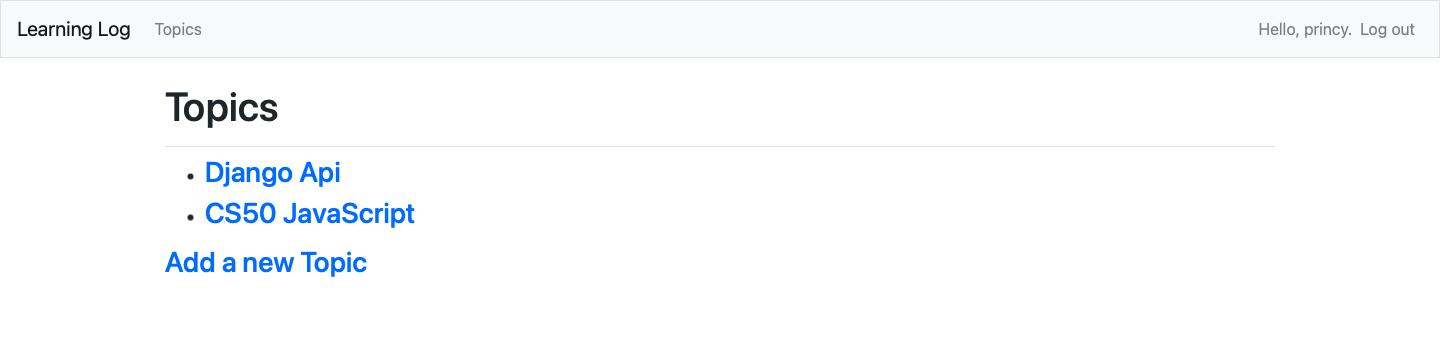 Learning Log Topics Hello, princy. Log out
Topics
Django Api
CS50 JavaScript
Add a new Topic